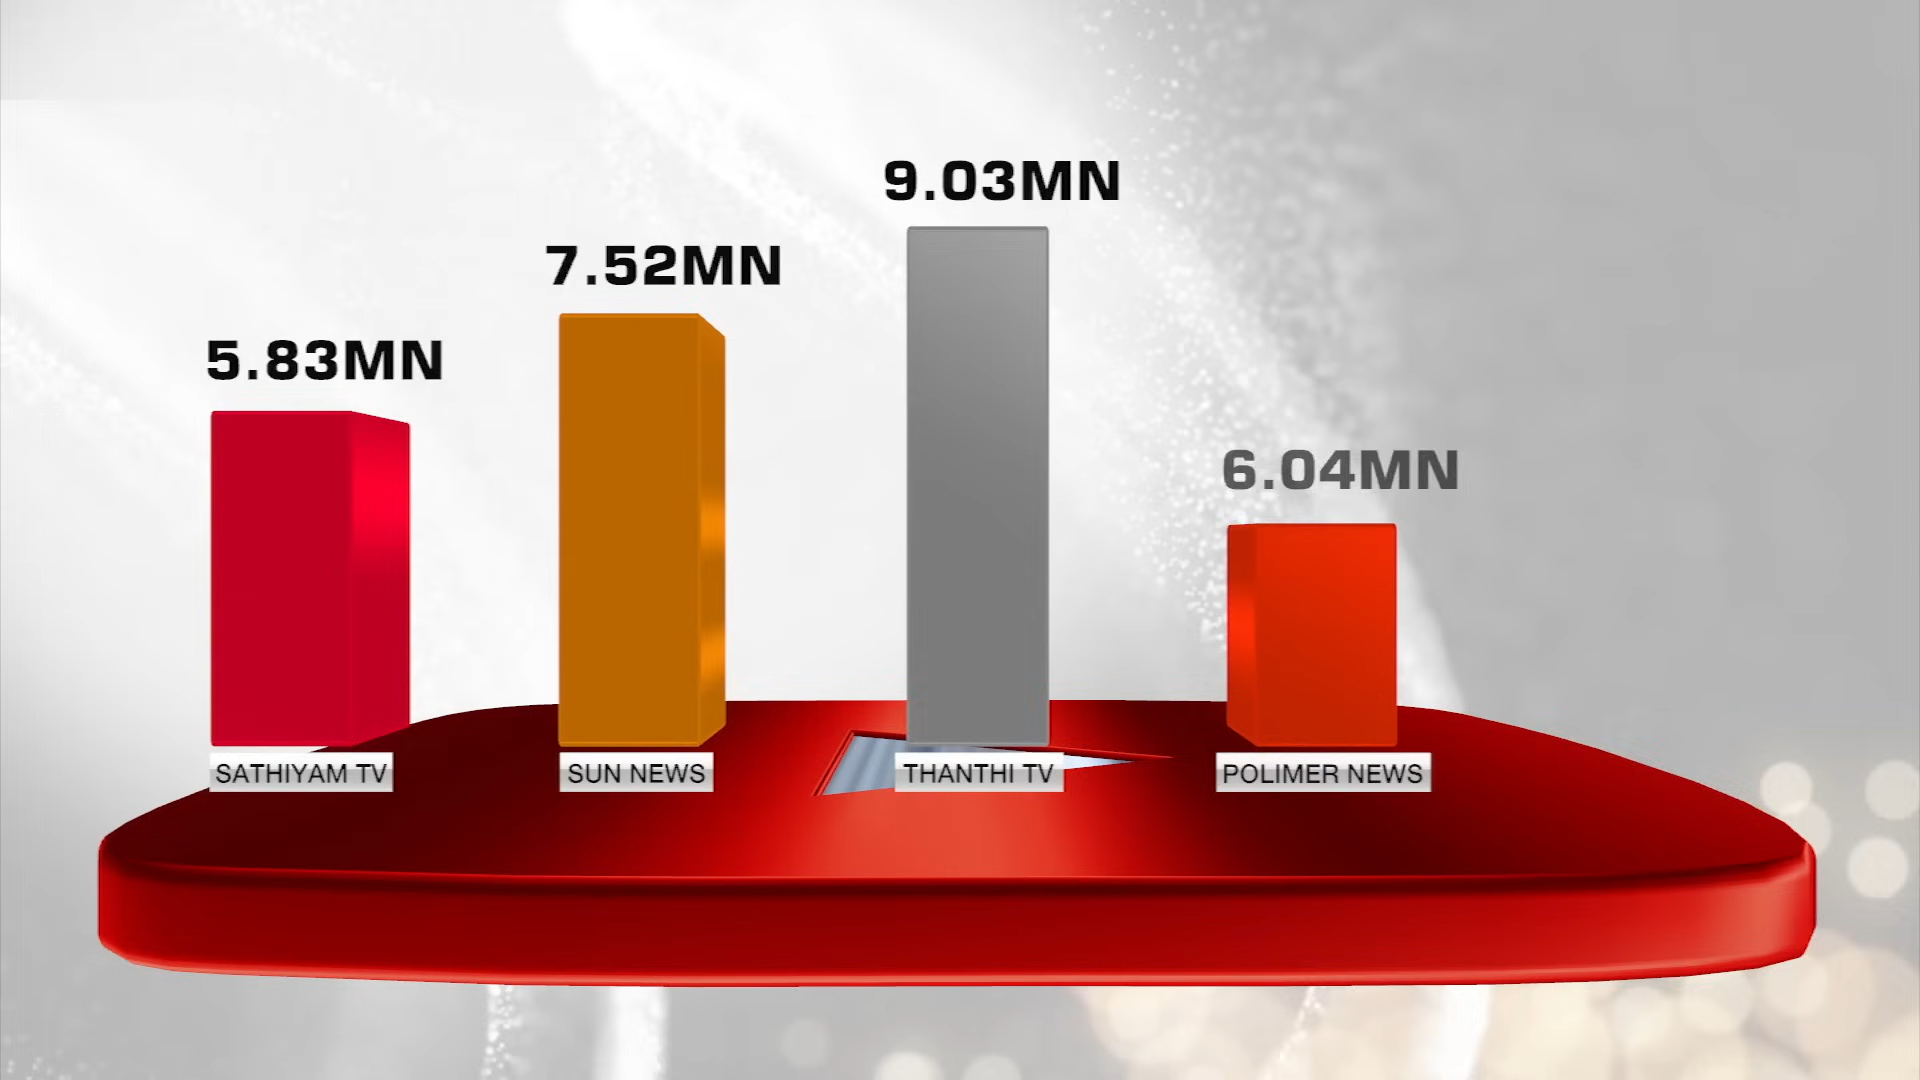 9.03MN
7.52MN
5.83MN
6.04MN
SATHIYAM TV
SUN NEWS
THANTHI TV
POLIMER NEWS